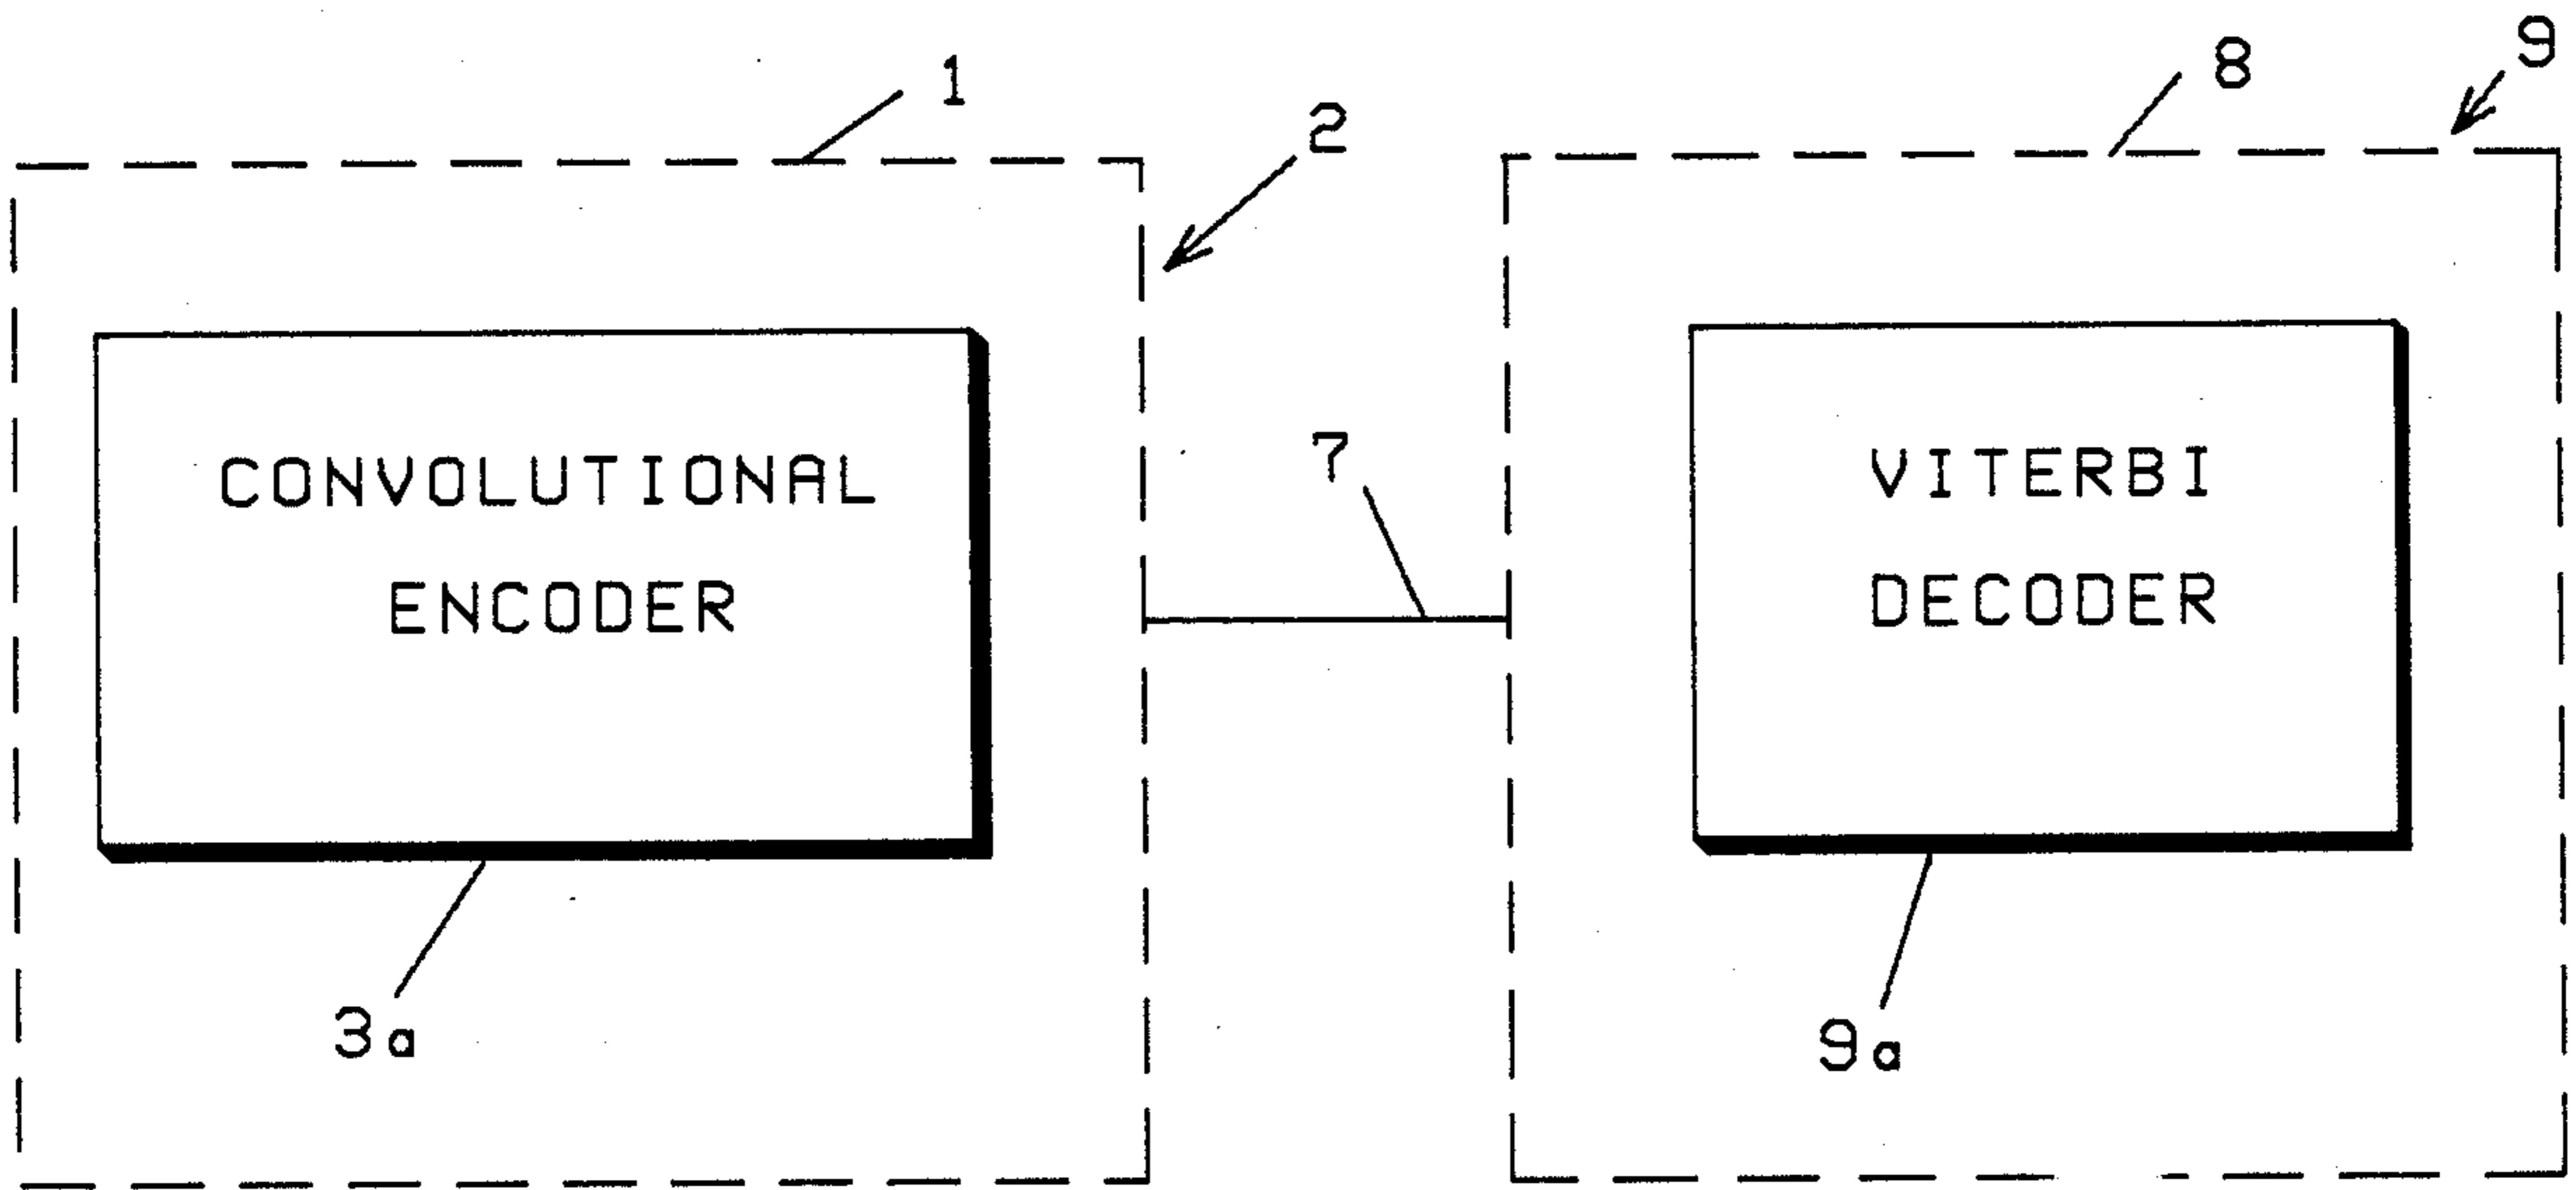 1
2
8
9
CONVOLUTIONAL
ENCODER
7
VITERBI
DECODER
3a
9a